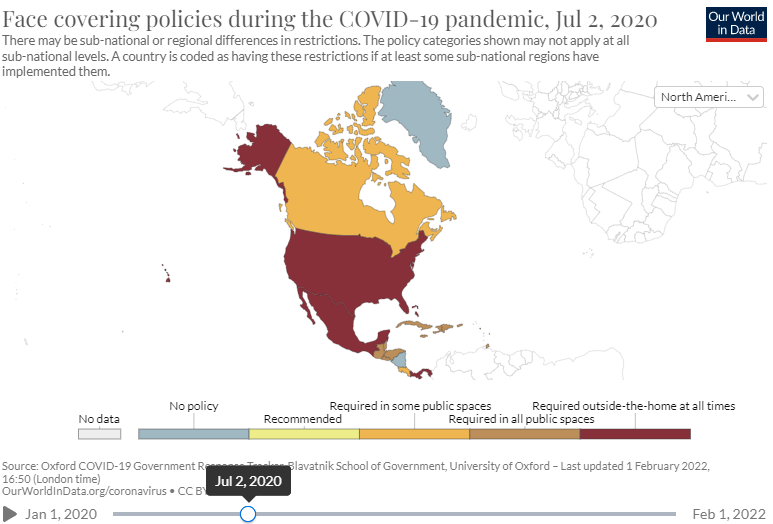 Face covering policies during the COVID-19 pandemic, Jul 2, 2020
Our World
in Data
There may be sub-national or regional differences in restrictions. The policy categories shown may not apply at all
sub-national levels. A country is coded as having these restrictions if at least some sub-national regions have
implemented them.
North Ameri...
No data
No policy
Recommended
Required in some public spaces
Required in all public spaces
Required outside-the-home at all times
Source: Oxford COVID-19 Government Response Tracker, Blavatnik School of Government, University of Oxford – Last updated 1 February 2022,
16:50 (London time)
OurWorldInData.org/coronavirus • CC BY
Jul 2, 2020
Jan 1, 2020
Feb 1, 2022